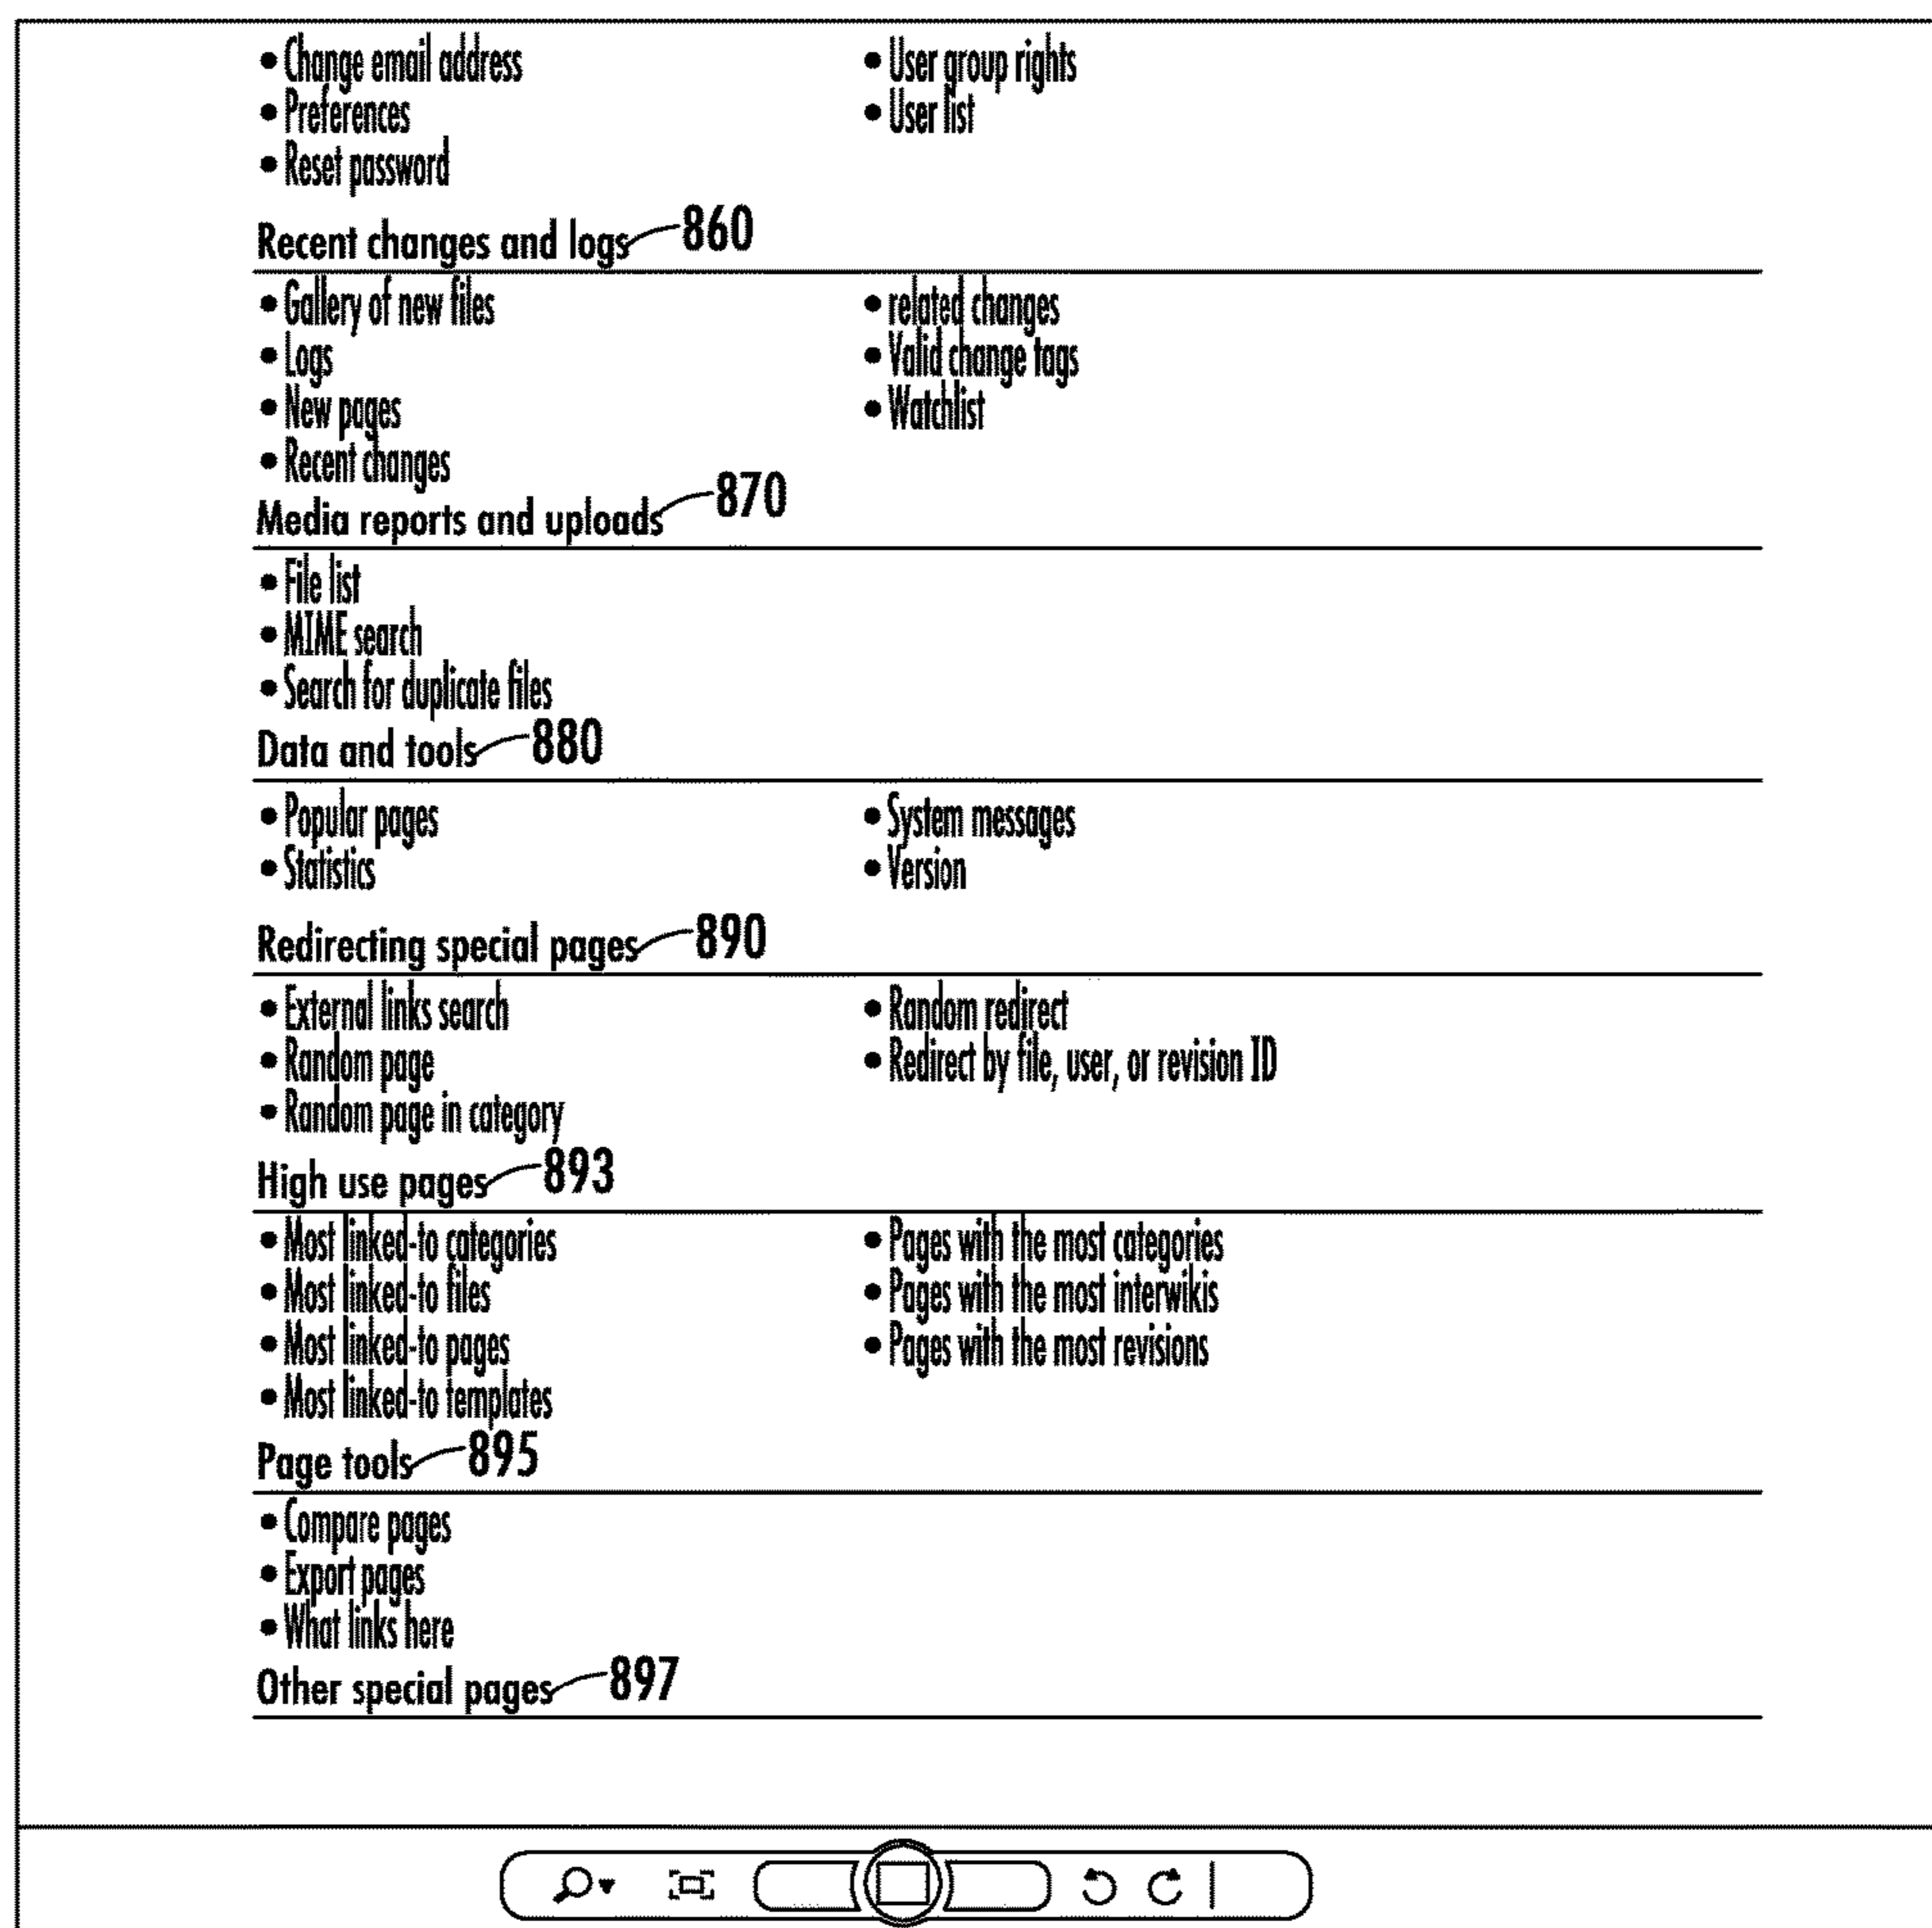 • Change email address
• Preferences
• Reset password
• User group rights
• User list
Recent changes and logs 860
• Gallery of new files
• Logs
• New pages
• Recent changes
• related changes
• Valid change tags
• Watchlist
Media reports and uploads 870
• File list
• MIME search
• Search for duplicate files
Data and tools 880
• Popular pages
• Statistics
• System messages
• Version
Redirecting special pages 890
• External links search
• Random page
• Random page in category
• Random redirect
• Redirect by file, user, or revision ID
High use pages 893
• Most linked-to categories
• Most linked-to files
• Most linked-to pages
• Most linked-to templates
• Pages with the most categories
• Pages with the most interwikis
• Pages with the most revisions
Page tools 895
• Compare pages
• Export pages
• What links here
Other special pages 897